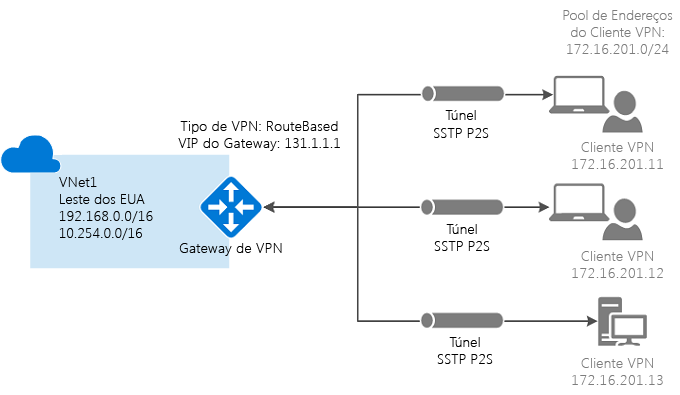 Pool de Endereços
do Cliente VPN:
172.16.201.0/24
Túnel
SSTP P2S
Cliente VPN
172.16.201.11
Tipo de VPN: RouteBased
VIP do Gateway: 131.1.1.1
VNet1
Leste dos EUA
192.168.0.0/16
10.254.0.0/16
Gateway de VPN
Túnel
SSTP P2S
Cliente VPN
172.16.201.12
Túnel
SSTP P2S
Cliente VPN
172.16.201.13